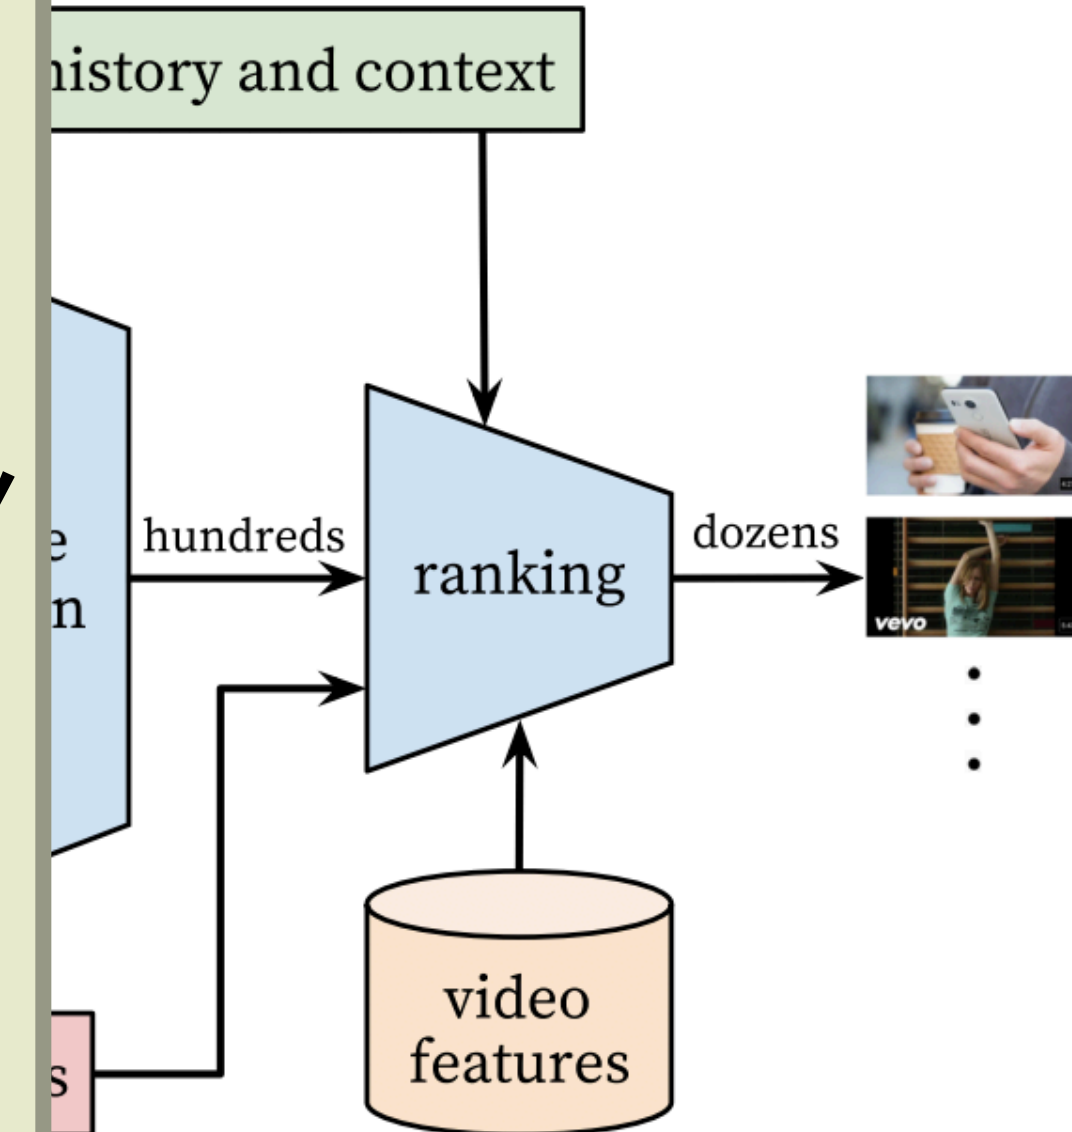 history and context
hundreds
ranking
dozens
vevo
video
features